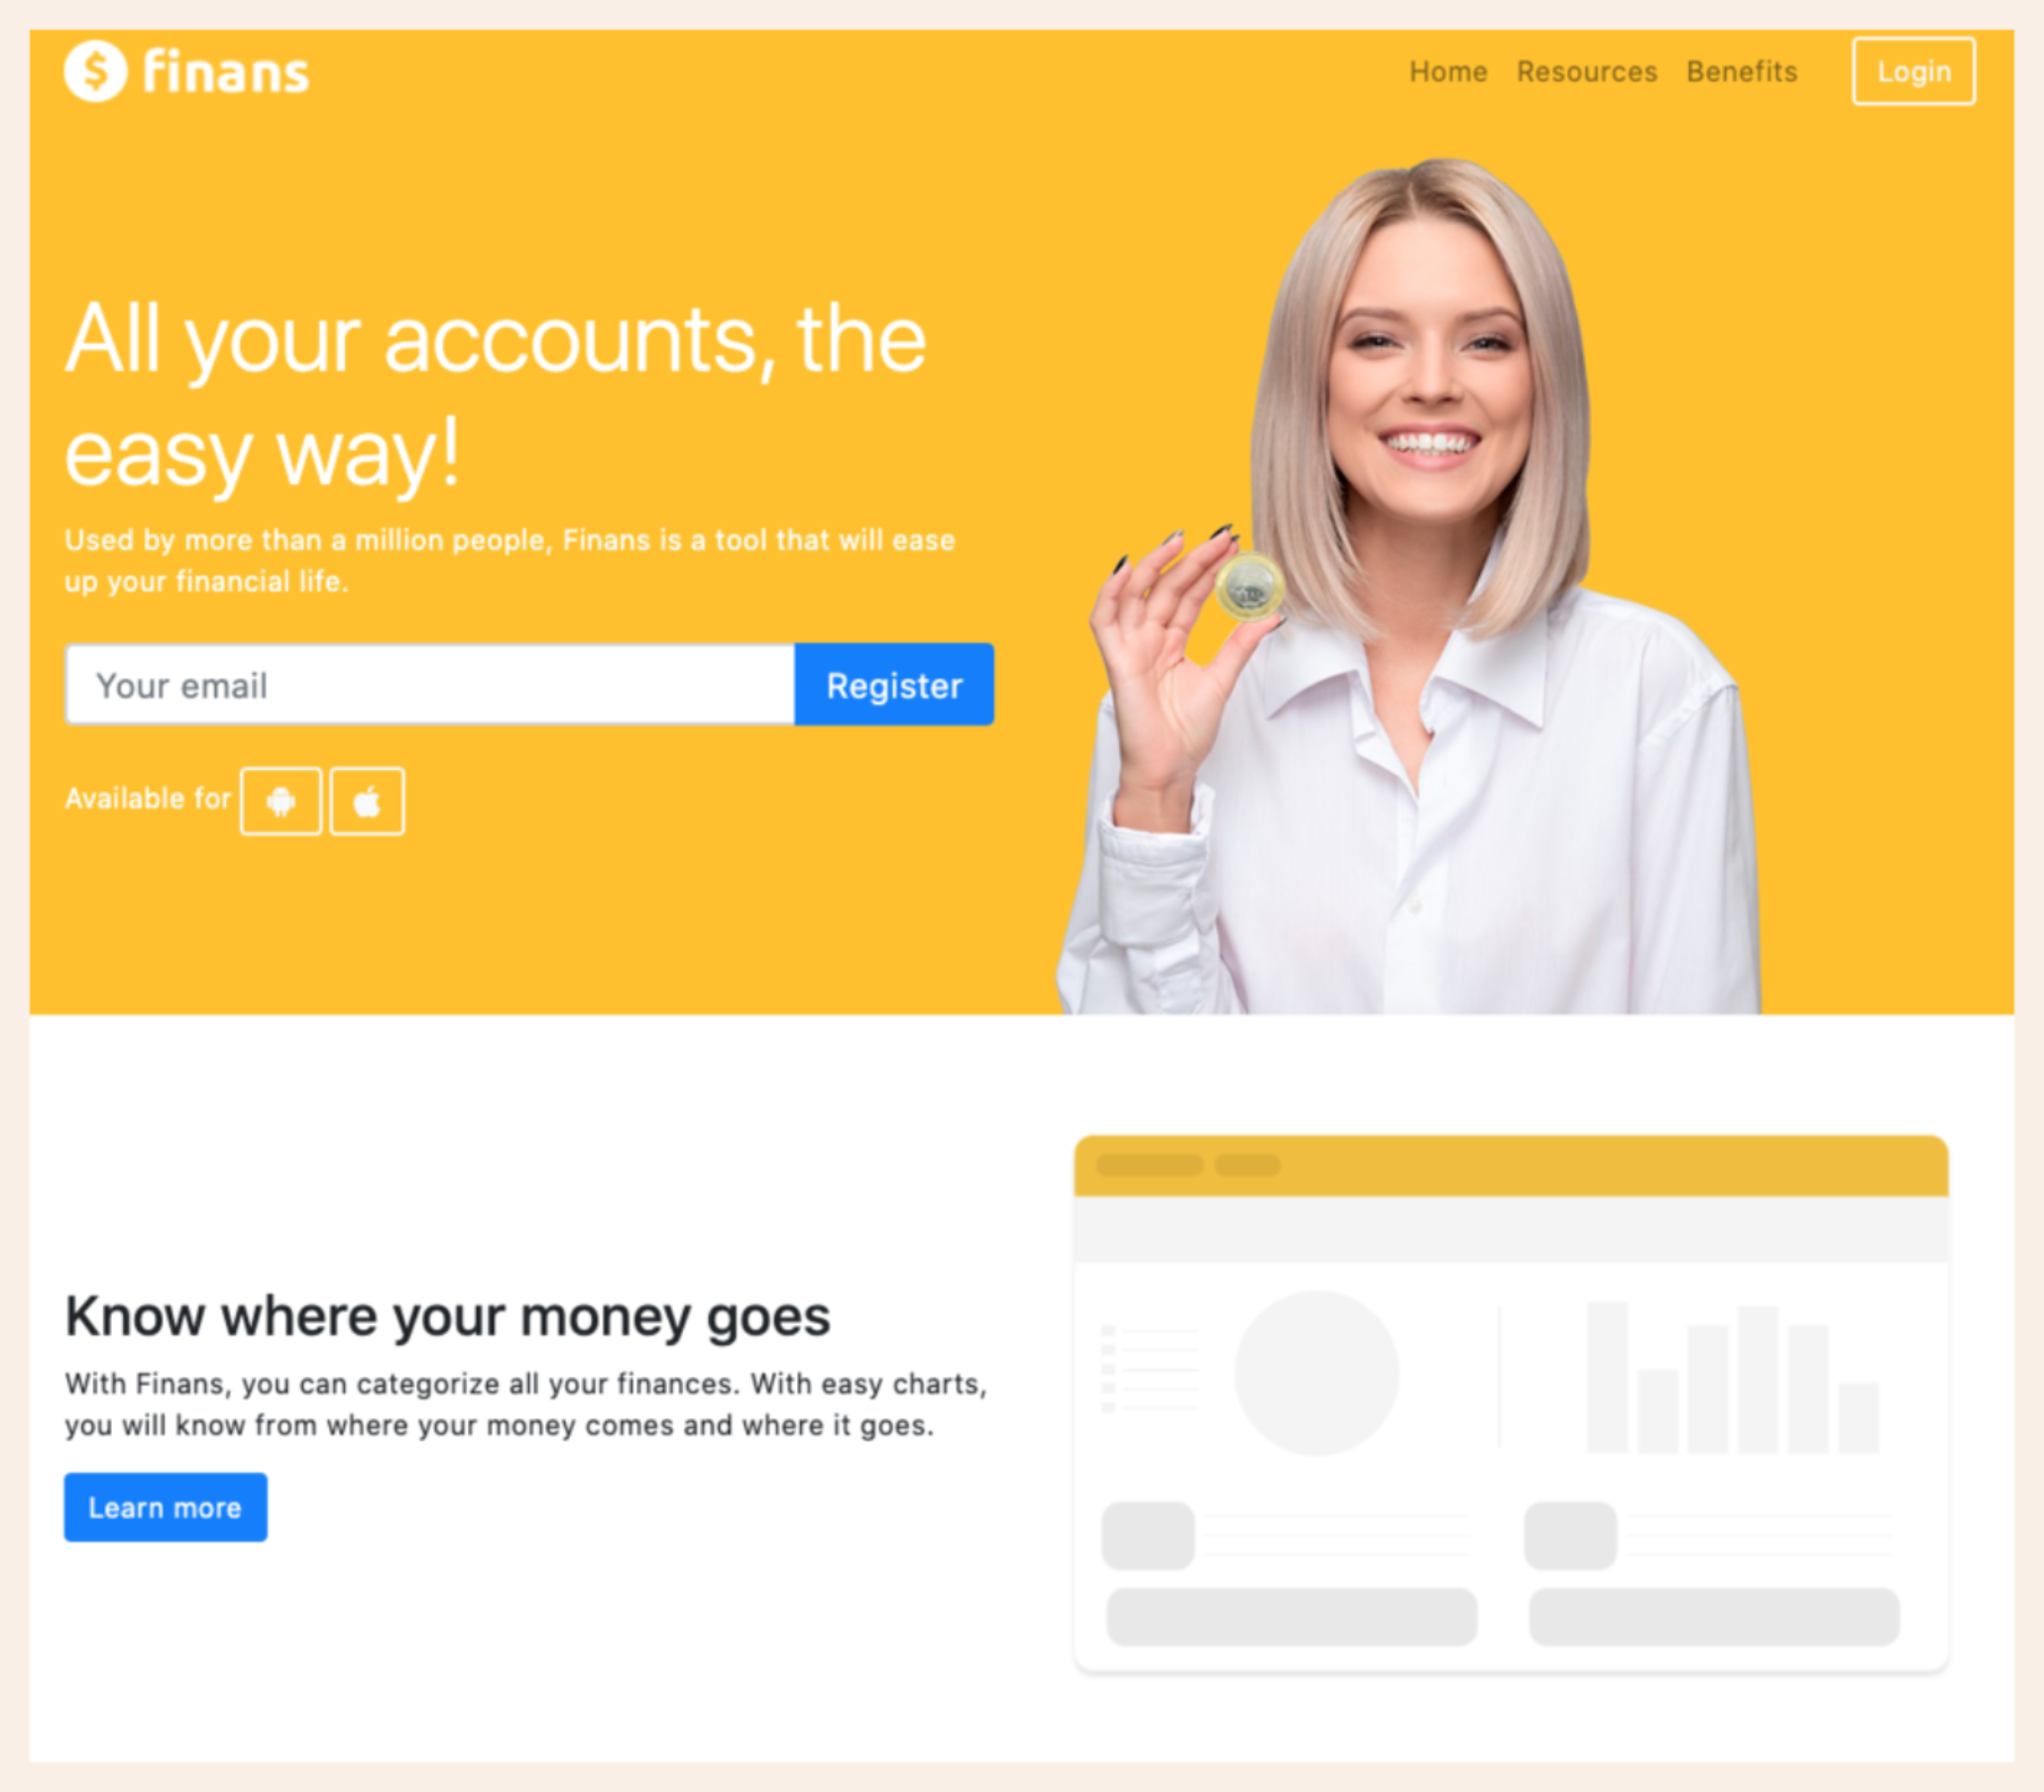 finans
Home Resources Benefits Login
All your accounts, the
easy way!
Used by more than a million people, Finans is a tool that will ease
up your financial life.
Your email Register
Available for
Know where your money goes
With Finans, you can categorize all your finances. With easy charts,
you will know from where your money comes and where it goes.
Learn more